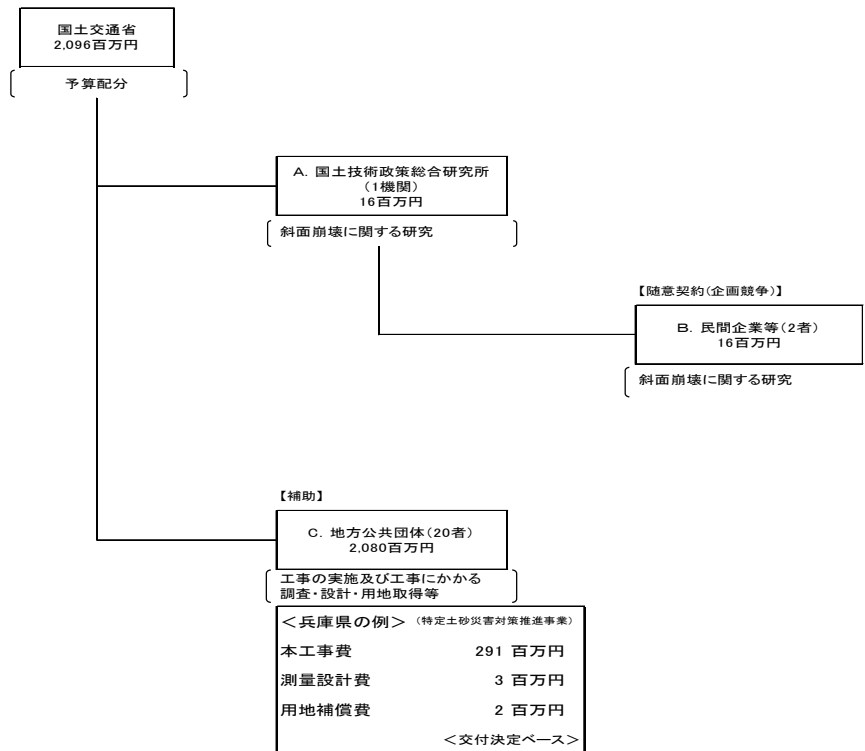 国土交通省
2,096百万円
予算配分
A. 国土技術政策総合研究所
(1機関)
16百万円
斜面崩壊に関する研究
【随意契約(企画競争)】
B. 民間企業等(2者)
16百万円
斜面崩壊に関する研究
【補助】
C. 地方公共団体(20者)
2,080百万円
工事の実施及び工事にかかる
調査・設計・用地取得等
＜兵庫県の例＞ (特定土砂災害対策推進事業)
本工事費 291 百万円
測量設計費 3 百万円
用地補償費 2 百万円
＜交付決定ベース＞